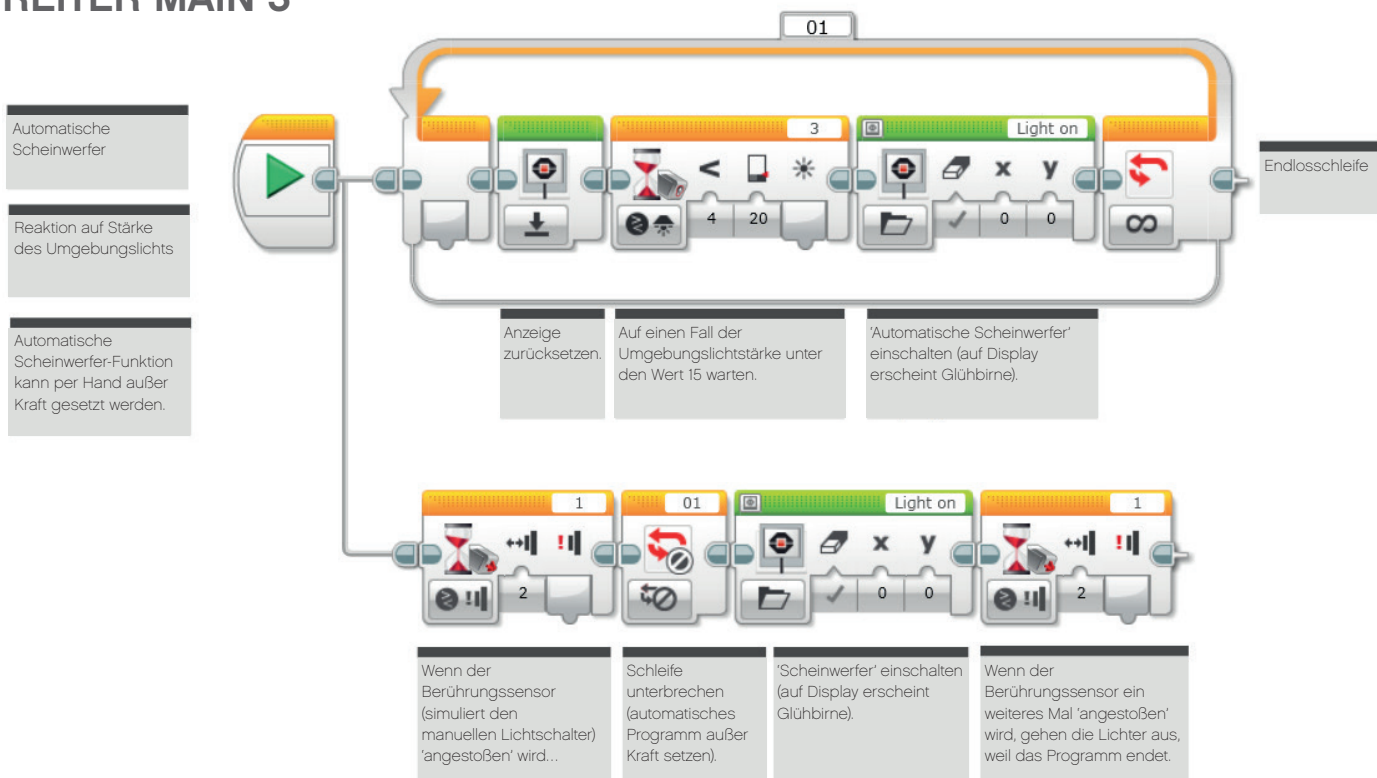 REITER MAIN 3
01
Automatische
Scheinwerfer
Reaktion auf Stärke
des Umgebungslichts
Automatische
Scheinwerfer-Funktion
kann per Hand außer
Kraft gesetzt werden.
3
Light on
< x y
4 20 0 0
Endlosschleife
Anzeige
zurücksetzen.
Auf einen Fall der
Umgebungslichtstärke unter
den Wert 15 warten.
'Automatische Scheinwerfer'
einschalten (auf Display
erscheint Glühbirne).
1
01
Light on
1
x y
2 0 0 2
Wenn der
Berührungssensor
(simuliert den
manuellen Lichtschalter)
'angestoßen' wird…
Schleife
unterbrechen
(automatisches
Programm außer
Kraft setzen).
'Scheinwerfer' einschalten
(auf Display erscheint
Glühbirne).
Wenn der
Berührungssensor ein
weiteres Mal 'angestoßen'
wird, gehen die Lichter aus,
weil das Programm endet.